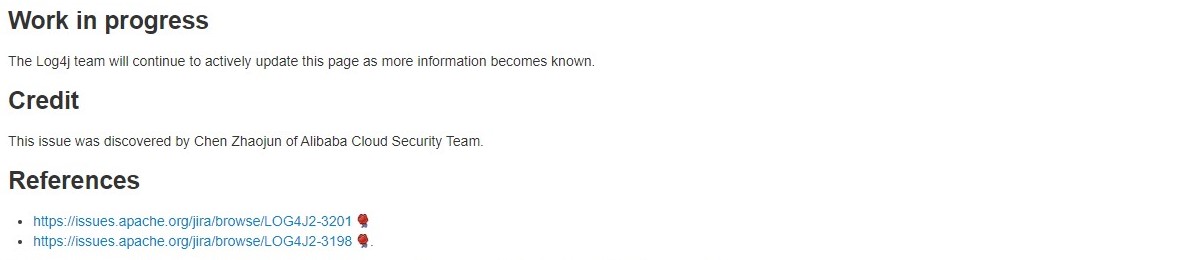 Work in progress
The Log4j team will continue to actively update this page as more information becomes known.
Credit
This issue was discovered by Chen Zhaojun of Alibaba Cloud Security Team.
References
https://issues.apache.org/jira/browse/LOG4J2-3201
https://issues.apache.org/jira/browse/LOG4J2-3198 .